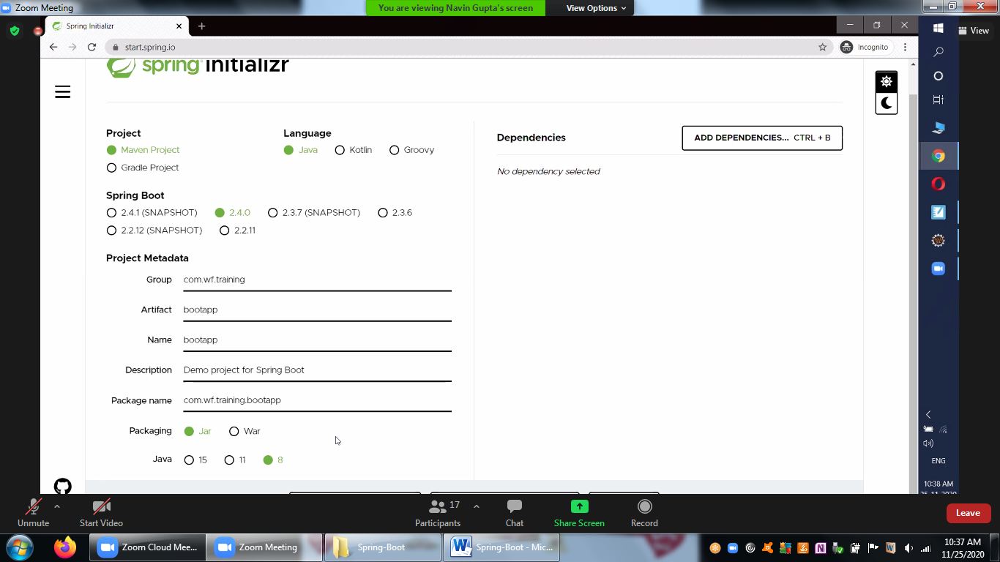 Zoom Meeting
You are viewing Navin Gupta's screen
View Options
Spring Initializr
View
start.spring.io
Incognito
spring initializr
Project
Maven Project
Gradle Project
Language
Java Kotlin Groovy
Dependencies
ADD DEPENDENCIES... CTRL + B
No dependency selected
Spring Boot
2.4.1 (SNAPSHOT) 2.4.0 2.3.7 (SNAPSHOT) 2.3.6
2.2.12 (SNAPSHOT) 2.2.11
Project Metadata
Group com.wf.training
Artifact bootapp
Name bootapp
Description Demo project for Spring Boot
Package name com.wf.training.bootapp
Packaging Jar War
Java 15 11 8
ENG
10:38 AM
25-11-2020
Unmute
Start Video
17
Participants
Chat
Share Screen
Record
Leave
Zoom Cloud Mee...
Zoom Meeting
Spring-Boot
Spring-Boot - Mic...
10:37 AM
11/25/2020